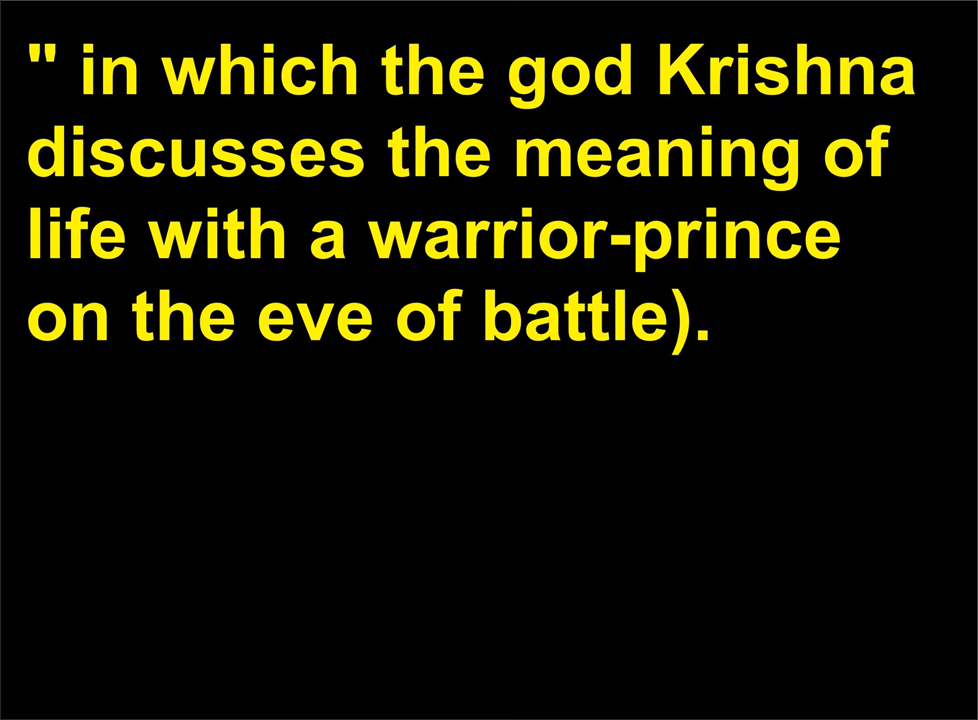 " in which the god Krishna
discusses the meaning of
life with a warrior-prince
on the eve of battle).